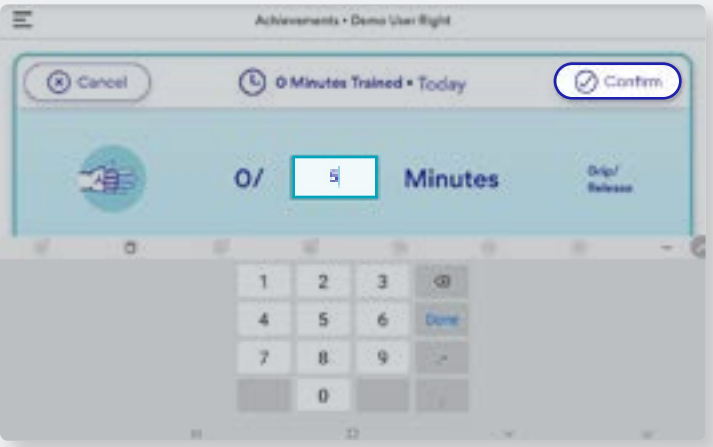 Achievements • Demo User Right
Cancel
0 Minutes Trained • Today
Confirm
0/ 5 Minutes
Grip/
Release
1 2 3
4 5 6 Done
7 8 9 .-
0 ,